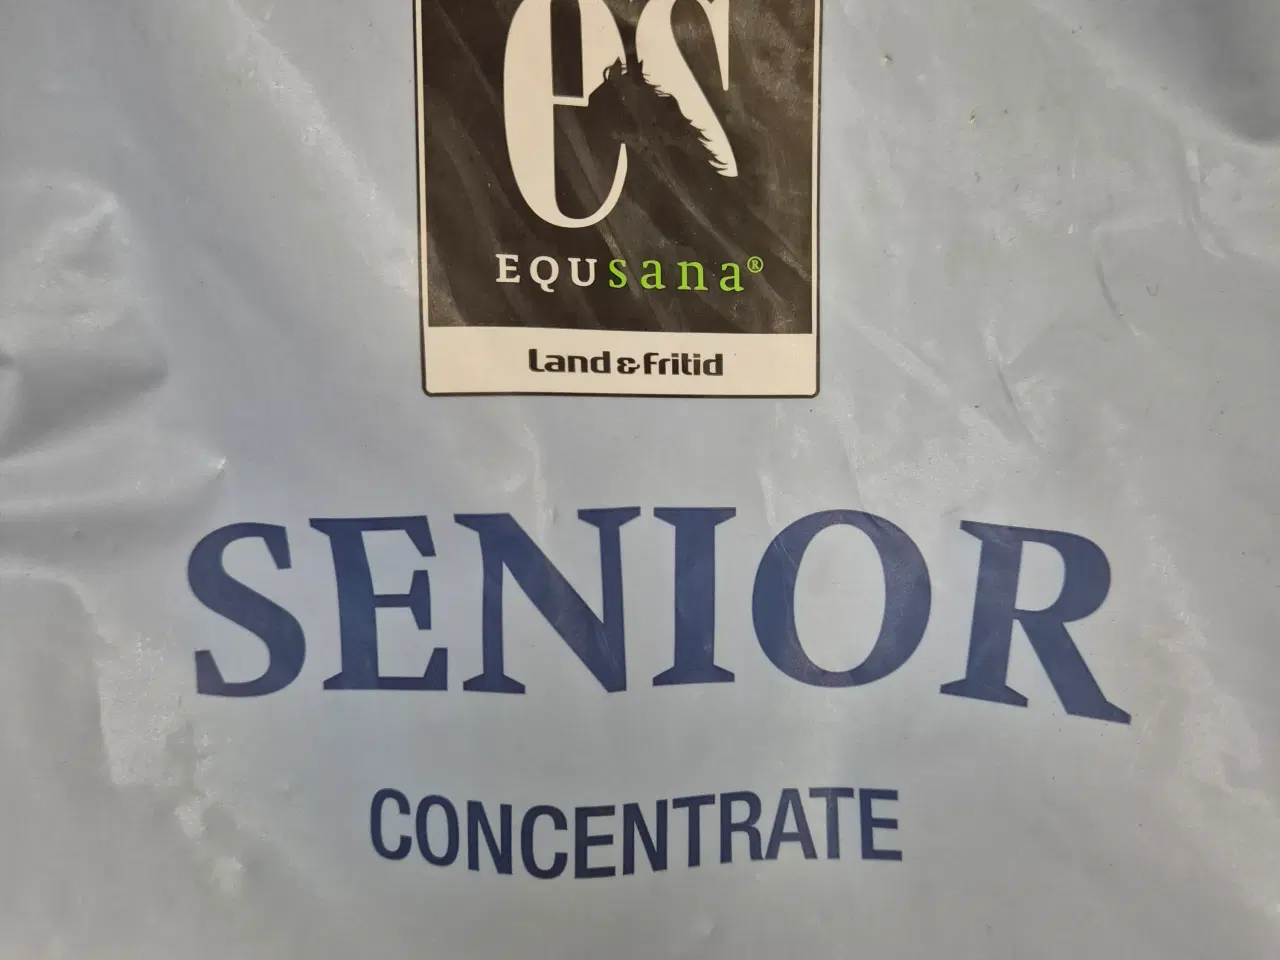 es
EQUsana®
Land & Fritid
SENIOR
CONCENTRATE